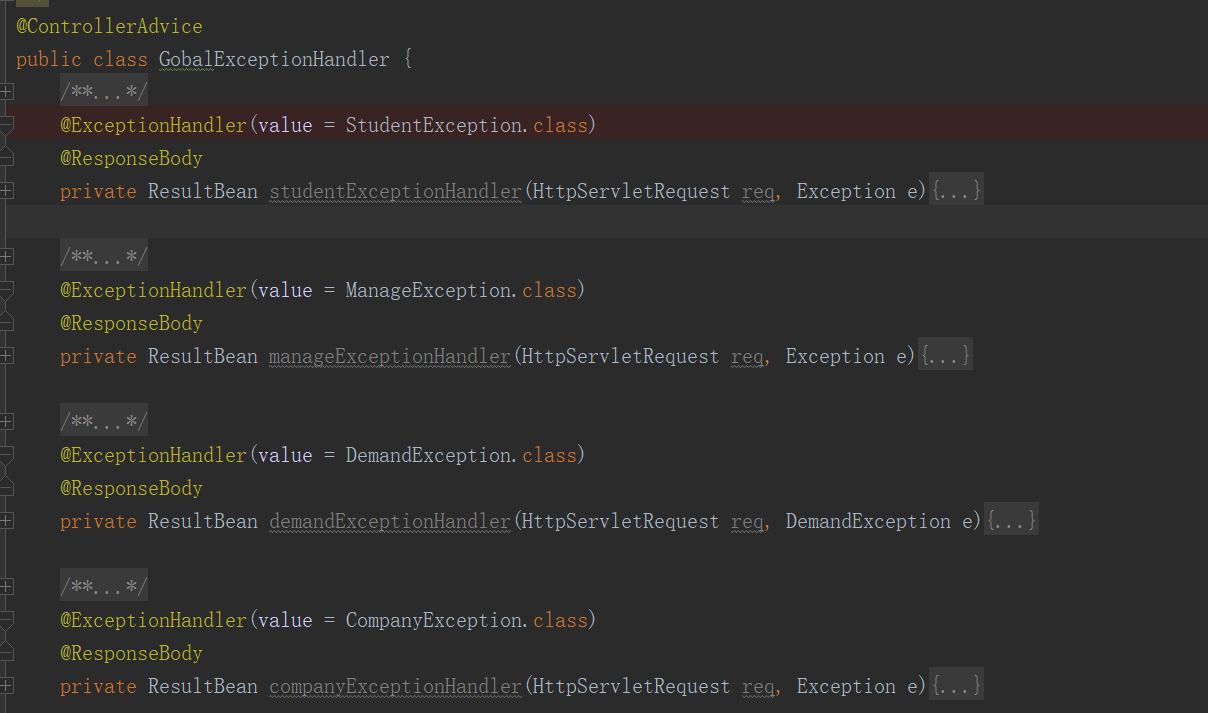 @ControllerAdvice
public class GobalExceptionHandler {
/**...*/
@ExceptionHandler(value = StudentException.class)
@ResponseBody
private ResultBean studentExceptionHandler(HttpServletRequest req, Exception e){...}
/**...*/
@ExceptionHandler(value = ManageException.class)
@ResponseBody
private ResultBean manageExceptionHandler(HttpServletRequest req, Exception e){...}
/**...*/
@ExceptionHandler(value = DemandException.class)
@ResponseBody
private ResultBean demandExceptionHandler(HttpServletRequest req, DemandException e){...}
/**...*/
@ExceptionHandler(value = CompanyException.class)
@ResponseBody
private ResultBean companyExceptionHandler(HttpServletRequest req, Exception e){...}